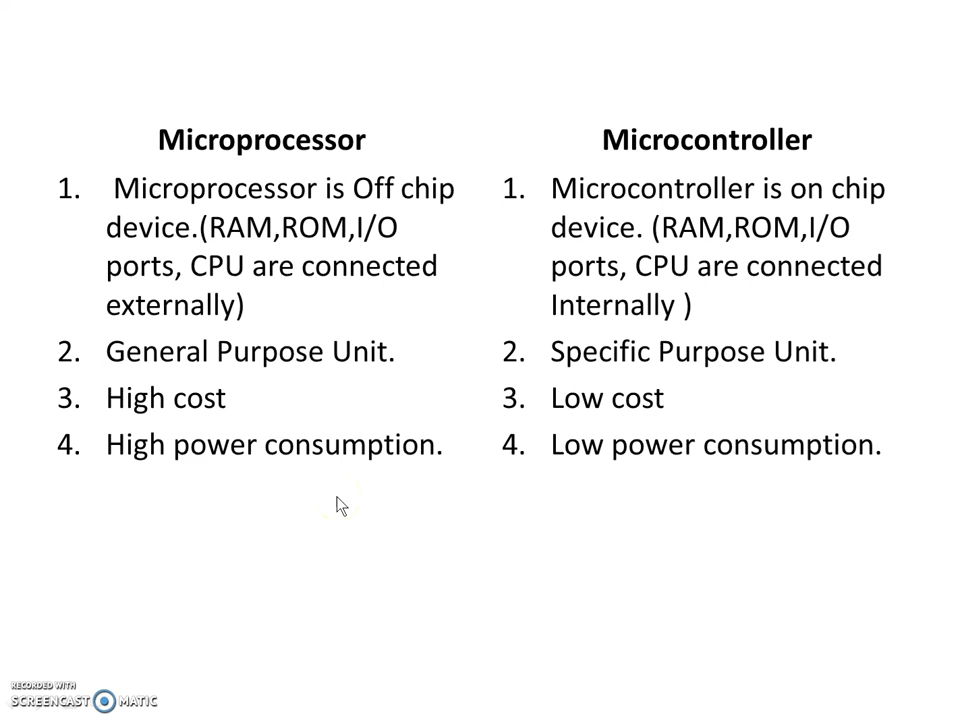 Microprocessor
1. Microprocessor is Off chip
device.(RAM,ROM,I/O
ports, CPU are connected
externally)
2. General Purpose Unit.
3. High cost
4. High power consumption.
Microcontroller
1. Microcontroller is on chip
device. (RAM,ROM,I/O
ports, CPU are connected
Internally )
2. Specific Purpose Unit.
3. Low cost
4. Low power consumption.
RECORDED WITH
SCREENCAST MATIC